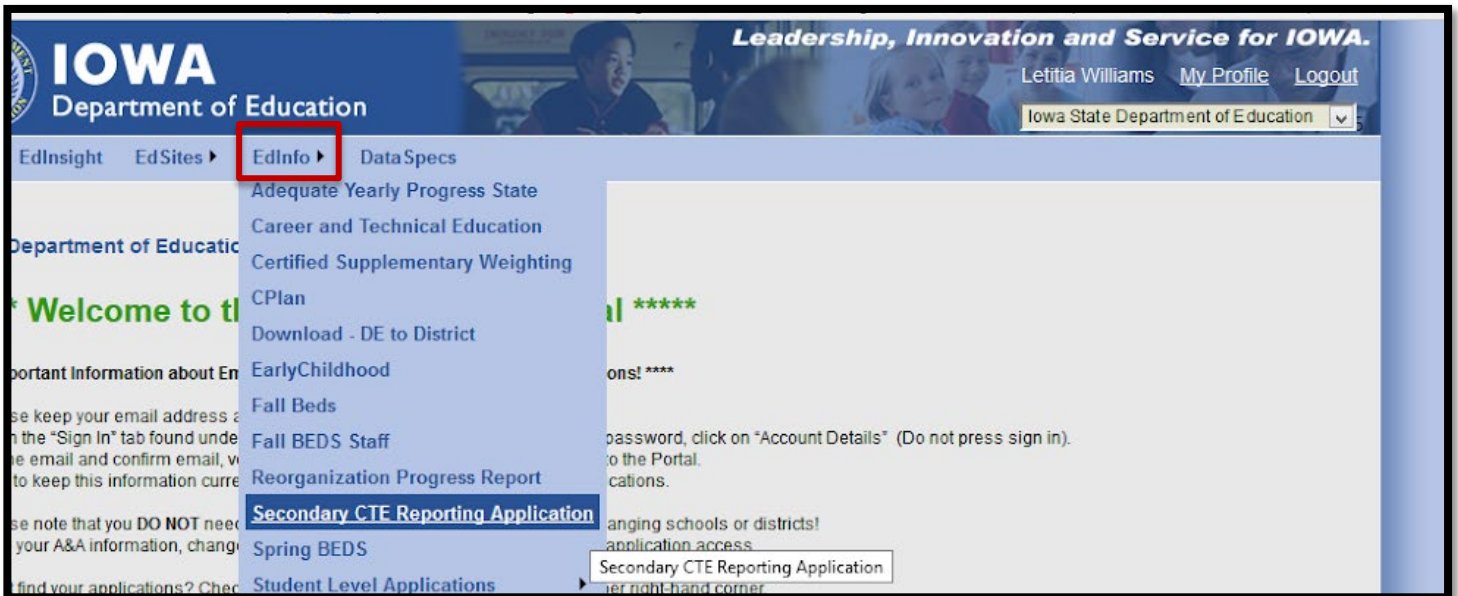 Leadership, Innovation and Service for IOWA.
IOWA
Department of Education
Letitia Williams My Profile Logout
Iowa State Department of Education
EdInsight EdSites EdInfo DataSpecs
Adequate Yearly Progress State
Career and Technical Education
Department of Educatio
Certified Supplementary Weighting
CPlan
* Welcome to t al *****
Download - DE to District
portant Information about Em ons! ****
EarlyChildhood
se keep your email address a
Fall Beds
n the "Sign In" tab found unde password, click on "Account Details" (Do not press sign in).
Fall BEDS Staff
e email and confirm email, v to the Portal.
to keep this information curre cations.
Reorganization Progress Report
Secondary CTE Reporting Application
se note that you DO NOT need anging schools or districts!
your A&A information, chang application access
Spring BEDS
Secondary CTE Reporting Application
t find your applications? Chec er right-hand corner
Student Level Applications